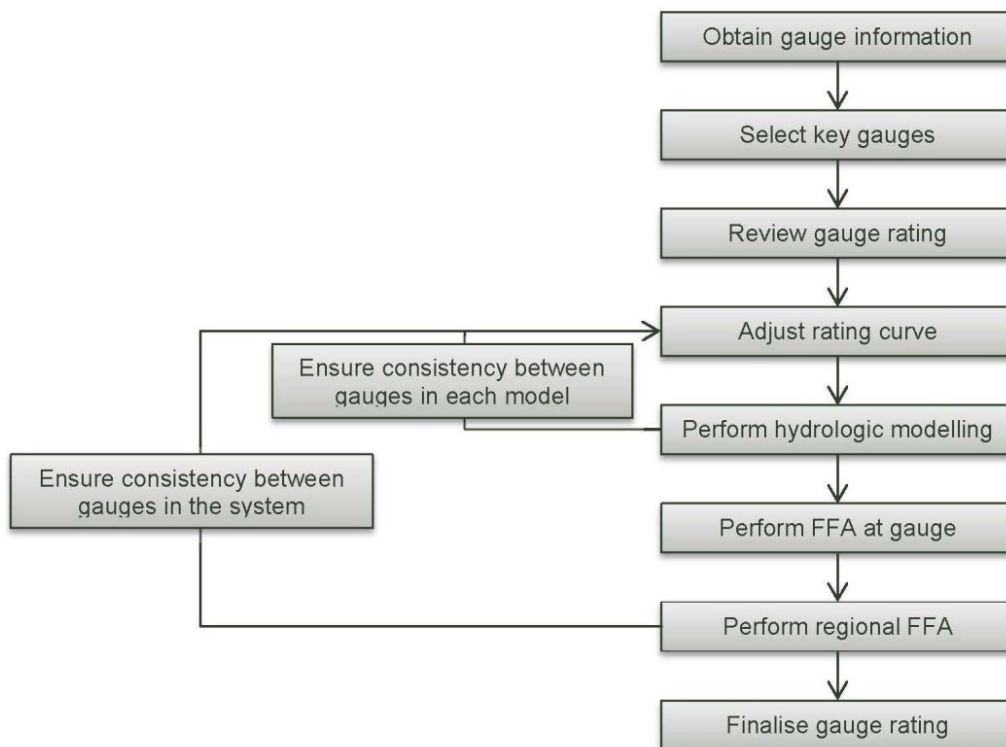 Obtain gauge information
Select key gauges
Review gauge rating
Adjust rating curve
Ensure consistency between
gauges in each model
Perform hydrologic modelling
Ensure consistency between
gauges in the system
Perform FFA at gauge
Perform regional FFA
Finalise gauge rating